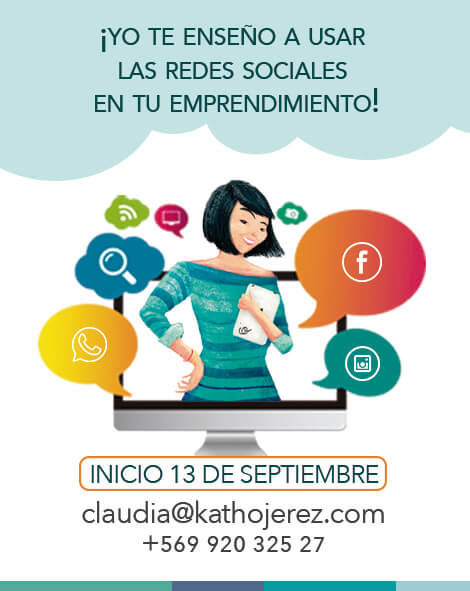 ¡YO TE ENSEÑO A USAR
LAS REDES SOCIALES
EN TU EMPRENDIMIENTO!
INICIO 13 DE SEPTIEMBRE
claudia@kathojerez.com
+569 920 325 27